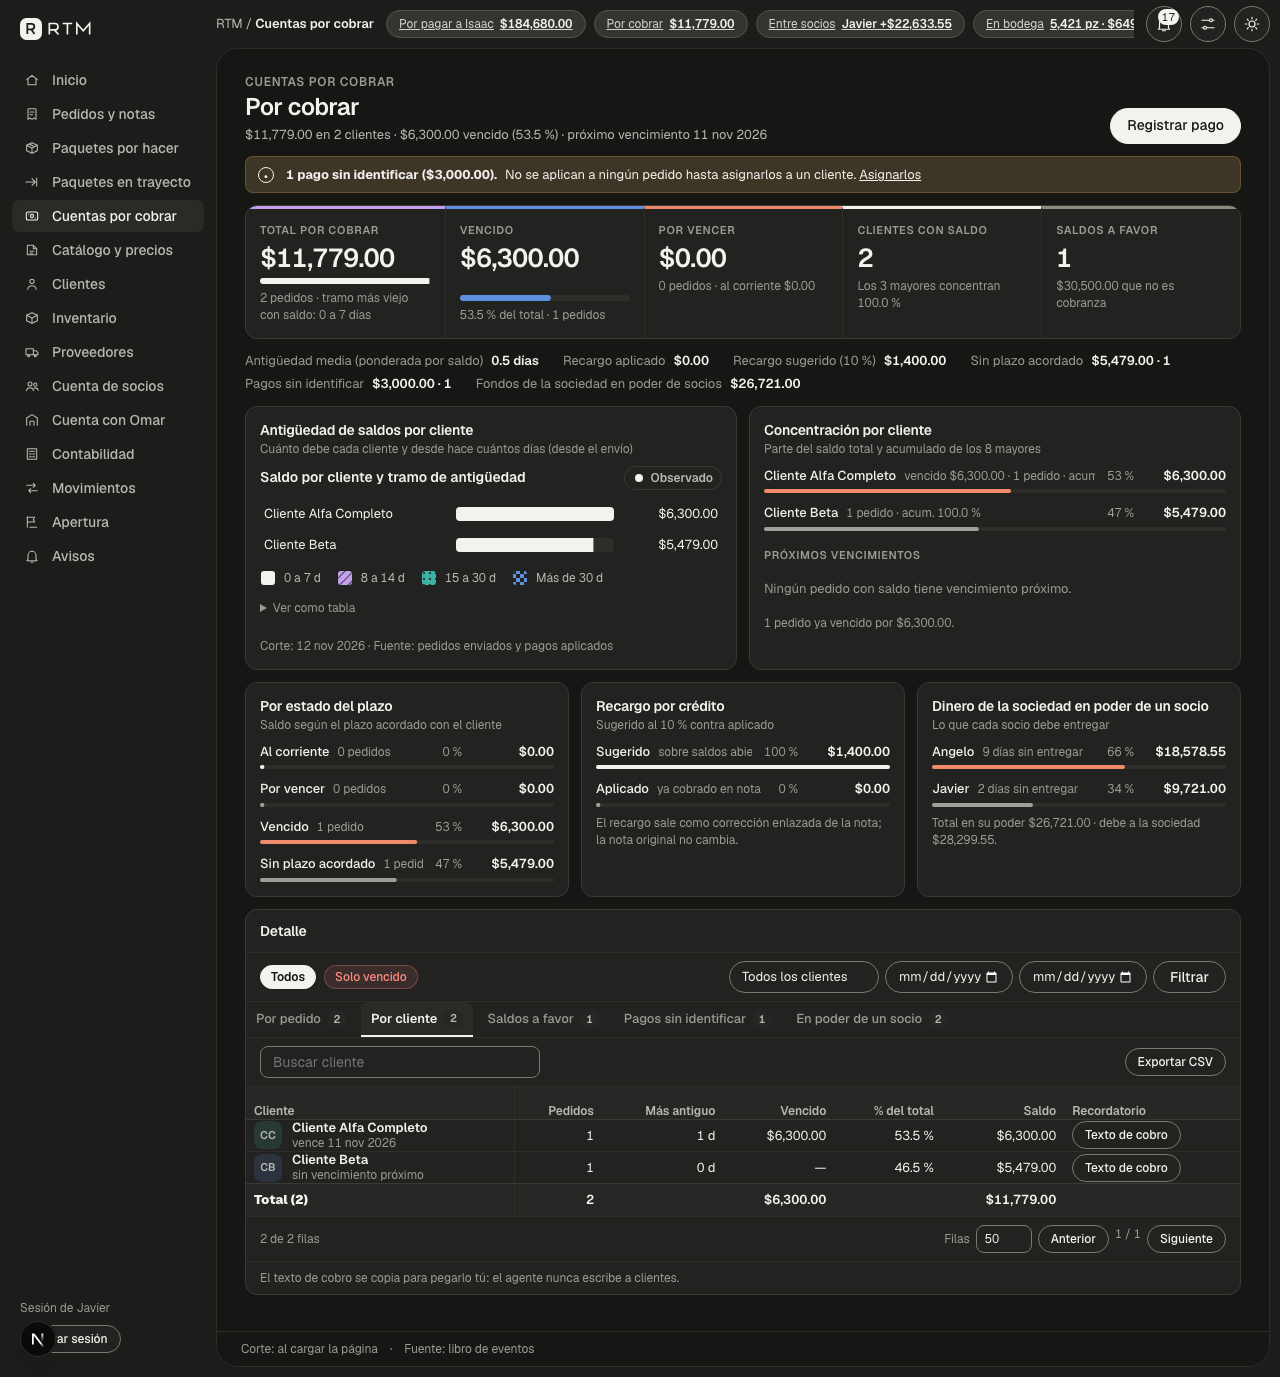 R RTM
Inicio
Pedidos y notas
Paquetes por hacer
Paquetes en trayecto
Cuentas por cobrar
Catálogo y precios
Clientes
Inventario
Proveedores
Cuenta de socios
Cuenta con Omar
Contabilidad
Movimientos
Apertura
Avisos
Sesión de Javier
N ar sesión
RTM / Cuentas por cobrar
Por pagar a Isaac $184,680.00
Por cobrar $11,779.00
Entre socios Javier +$22,633.55
En bodega 5,421 pz · $649
17
CUENTAS POR COBRAR
Por cobrar
$11,779.00 en 2 clientes · $6,300.00 vencido (53.5 %) · próximo vencimiento 11 nov 2026
Registrar pago
1 pago sin identificar ($3,000.00). No se aplican a ningún pedido hasta asignarlos a un cliente. Asignarlos
TOTAL POR COBRAR
$11,779.00
2 pedidos · tramo más viejo
con saldo: 0 a 7 días
VENCIDO
$6,300.00
53.5 % del total · 1 pedidos
POR VENCER
$0.00
0 pedidos · al corriente $0.00
CLIENTES CON SALDO
2
Los 3 mayores concentran
100.0 %
SALDOS A FAVOR
1
$30,500.00 que no es
cobranza
Antigüedad media (ponderada por saldo) 0.5 días Recargo aplicado $0.00 Recargo sugerido (10 %) $1,400.00 Sin plazo acordado $5,479.00 · 1
Pagos sin identificar $3,000.00 · 1 Fondos de la sociedad en poder de socios $26,721.00
Antigüedad de saldos por cliente
Cuánto debe cada cliente y desde hace cuántos días (desde el envío)
Saldo por cliente y tramo de antigüedad
Observado
Cliente Alfa Completo $6,300.00
Cliente Beta $5,479.00
0 a 7 d 8 a 14 d 15 a 30 d Más de 30 d
Ver como tabla
Corte: 12 nov 2026 · Fuente: pedidos enviados y pagos aplicados
Concentración por cliente
Parte del saldo total y acumulado de los 8 mayores
Cliente Alfa Completo vencido $6,300.00 · 1 pedido · acum 53 % $6,300.00
Cliente Beta 1 pedido · acum. 100.0 % 47 % $5,479.00
PRÓXIMOS VENCIMIENTOS
Ningún pedido con saldo tiene vencimiento próximo.
1 pedido ya vencido por $6,300.00.
Por estado del plazo
Saldo según el plazo acordado con el cliente
Al corriente 0 pedidos 0 % $0.00
Por vencer 0 pedidos 0 % $0.00
Vencido 1 pedido 53 % $6,300.00
Sin plazo acordado 1 pedid 47 % $5,479.00
Recargo por crédito
Sugerido al 10 % contra aplicado
Sugerido sobre saldos abie 100 % $1,400.00
Aplicado ya cobrado en nota 0 % $0.00
El recargo sale como corrección enlazada de la nota;
la nota original no cambia.
Dinero de la sociedad en poder de un socio
Lo que cada socio debe entregar
Angelo 9 días sin entregar 66 % $18,578.55
Javier 2 días sin entregar 34 % $9,721.00
Total en su poder $26,721.00 · debe a la sociedad
$28,299.55.
Detalle
Todos Solo vencido
Todos los clientes mm/dd/yyyy mm/dd/yyyy Filtrar
Por pedido 2 Por cliente 2 Saldos a favor 1 Pagos sin identificar 1 En poder de un socio 2
Buscar cliente
Exportar CSV
Cliente Pedidos Más antiguo Vencido % del total Saldo Recordatorio
CC Cliente Alfa Completo 1 1 d $6,300.00 53.5 % $6,300.00 Texto de cobro
vence 11 nov 2026
CB Cliente Beta 1 0 d — 46.5 % $5,479.00 Texto de cobro
sin vencimiento próximo
Total (2) 2 $6,300.00 $11,779.00
2 de 2 filas
Filas 50 Anterior 1 / 1 Siguiente
El texto de cobro se copia para pegarlo tú: el agente nunca escribe a clientes.
Corte: al cargar la página · Fuente: libro de eventos